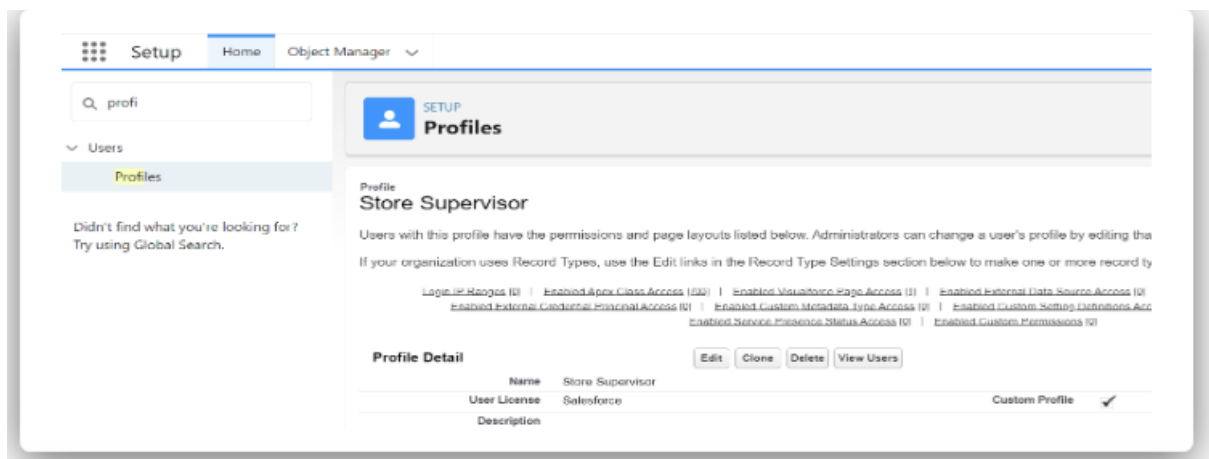 Setup Home Object Manager
profi
Users
Profiles
Didn't find what you're looking for?
Try using Global Search.
SETUP
Profiles
Profile
Store Supervisor
Users with this profile have the permissions and page layouts listed below. Administrators can change a user's profile by editing tha
If your organization uses Record Types, use the Edit links in the Record Type Settings section below to make one or more record ty
Login IP Ranges [0] | Enabled Apex Class Access | Enabled Visualforce Page Access | Enabled External Data Source Access [0]
Enabled External Credential Principal Access [0] | Enabled Custom Metadata Type Access [0] | Enabled Custom Setting Definitions Acc
Enabled Service Presence Status Access [0] | Enabled Custom Permissions [0]
Profile Detail Edit Clone Delete View Users
Name Store Supervisor
User License Salesforce Custom Profile ✓
Description